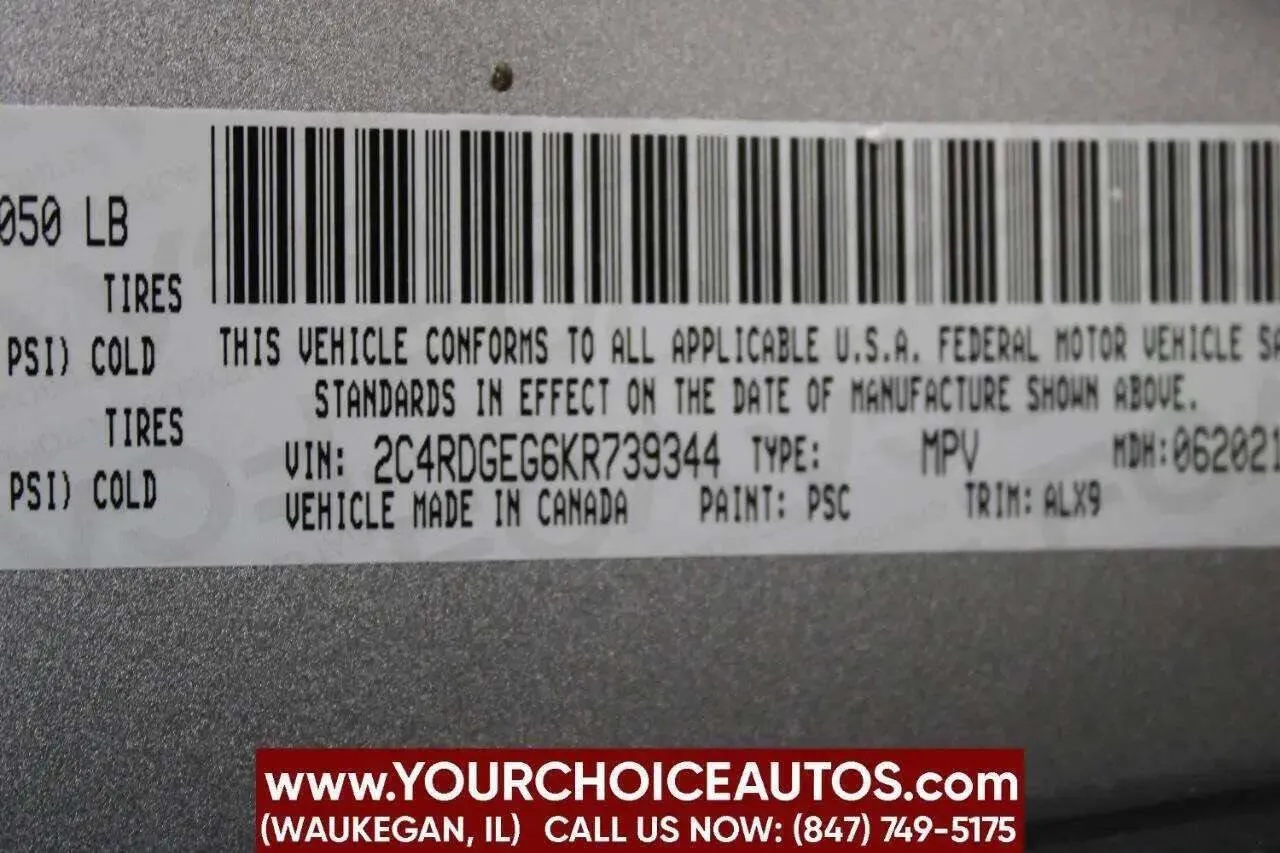 050 LB
TIRES
PSI) COLD
TIRES
PSI) COLD
THIS VEHICLE CONFORMS TO ALL APPLICABLE U.S.A. FEDERAL MOTOR VEHICLE SA
STANDARDS IN EFFECT ON THE DATE OF MANUFACTURE SHOWN ABOVE.
VIN: 2C4RDGEG6KR739344 TYPE: MPV MDH:062021
VEHICLE MADE IN CANADA PAINT: PSC TRIM: ALX9
www.YOURCHOICEAUTOS.com
(WAUKEGAN, IL) CALL US NOW: (847) 749-5175